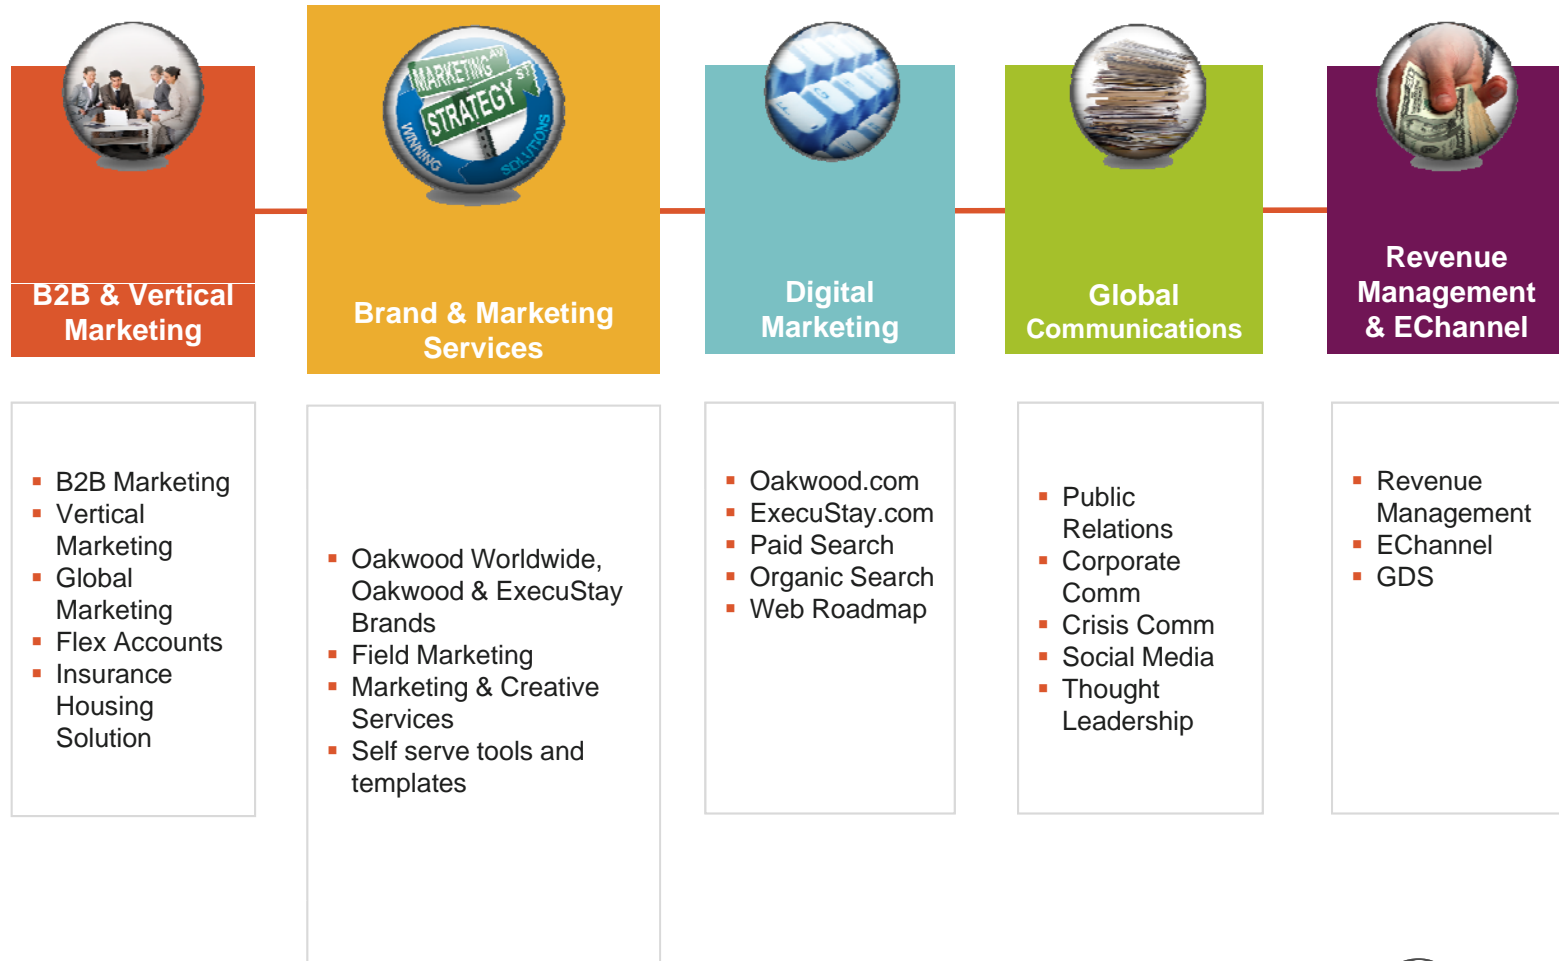 MARKETING AV
STRATEGY ST
WINNING
SOLUTIONS
B2B & Vertical
Marketing
Brand & Marketing
Services
Digital
Marketing
Global
Communications
Revenue
Management
& EChannel
▪ B2B Marketing
▪ Vertical
Marketing
▪ Global
Marketing
▪ Flex Accounts
▪ Insurance
Housing
Solution
▪ Oakwood Worldwide,
Oakwood & ExecuStay
Brands
▪ Field Marketing
▪ Marketing & Creative
Services
▪ Self serve tools and
templates
▪ Oakwood.com
▪ ExecuStay.com
▪ Paid Search
▪ Organic Search
▪ Web Roadmap
▪ Public
Relations
▪ Corporate
Comm
▪ Crisis Comm
▪ Social Media
▪ Thought
Leadership
▪ Revenue
Management
▪ EChannel
▪ GDS